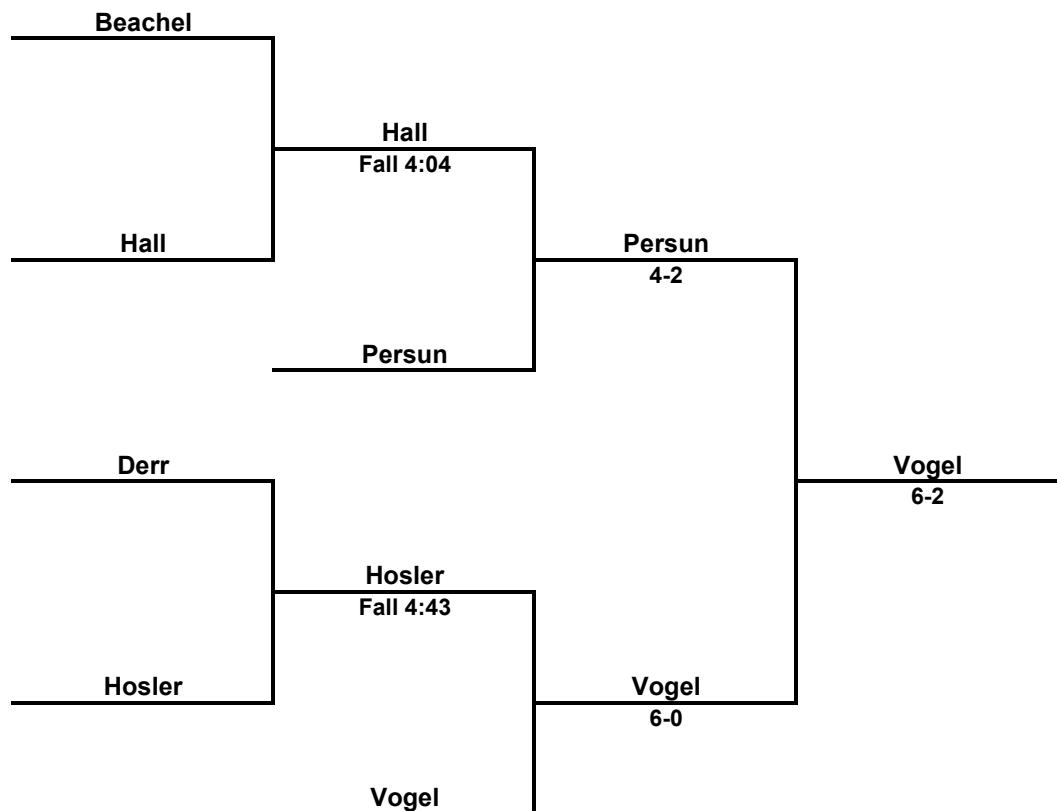 Beachel
Hall
Fall 4:04
Hall
Persun
4-2
Persun
Derr
Vogel
6-2
Hosler
Fall 4:43
Hosler
Vogel
6-0
Vogel